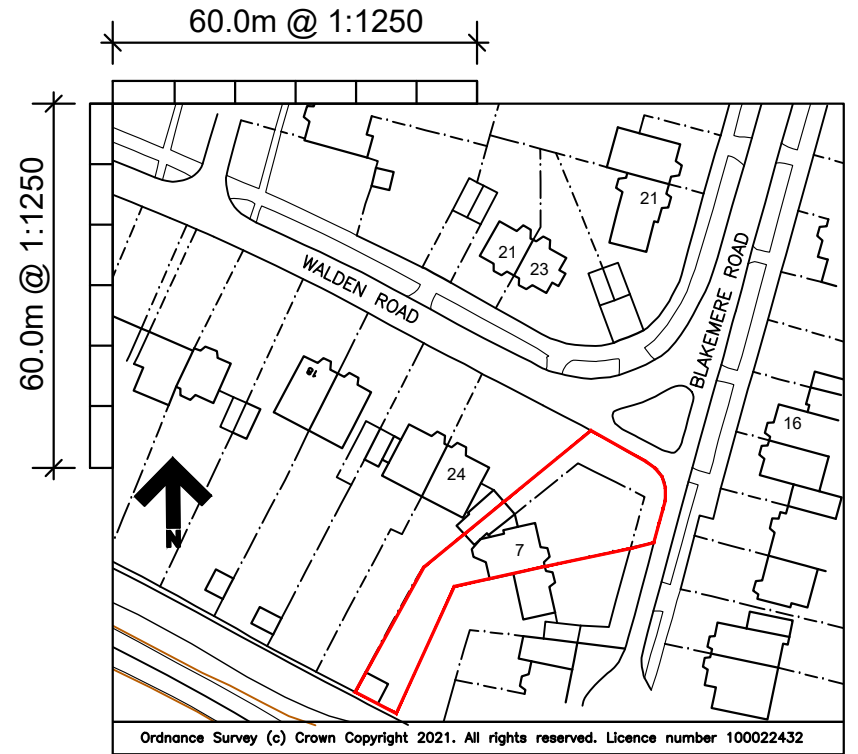 60.0m @ 1:1250
60.0m @ 1:1250
21
21
23
WALDEN ROAD
BLAKEMERE ROAD
18
16
24
7
N
Ordnance Survey (c) Crown Copyright 2021. All rights reserved. Licence number 100022432